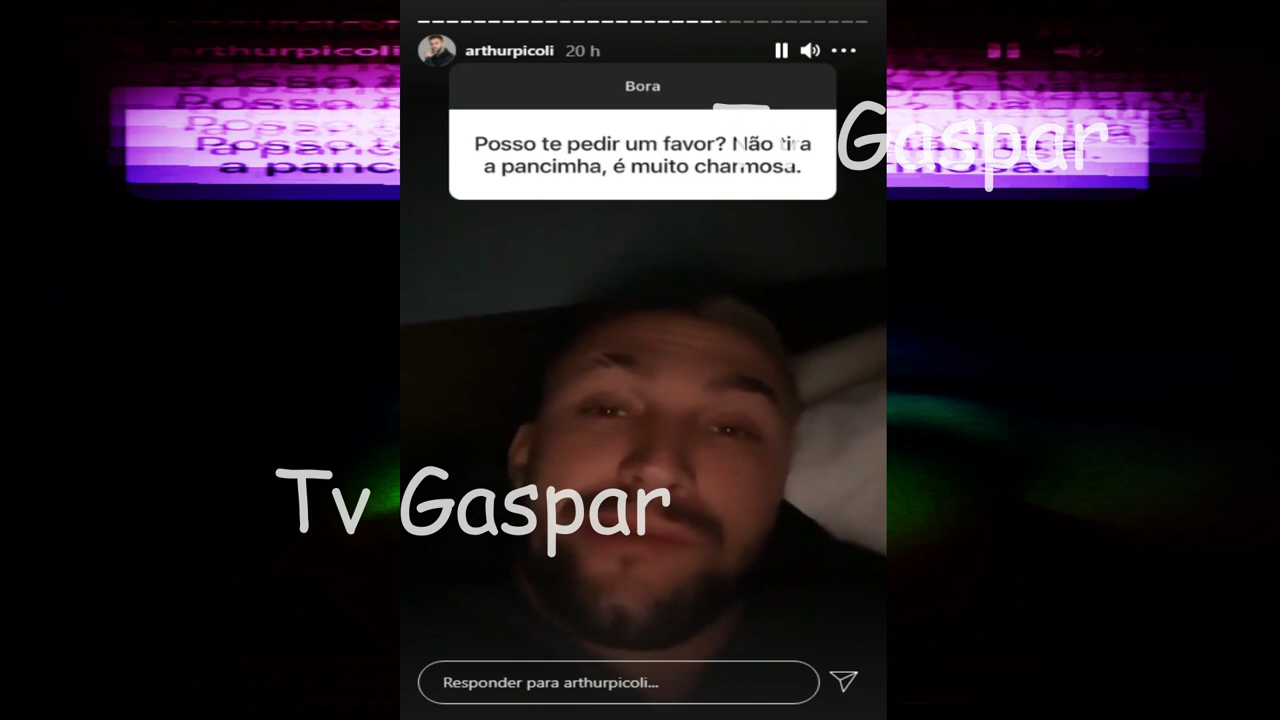 arthurpicoli 20 h
Bora
Posso te pedir um favor? Não tira
a pancimha, é muito charmosa.
Tv Gaspar
Tv Gaspar
Responder para arthurpicoli...